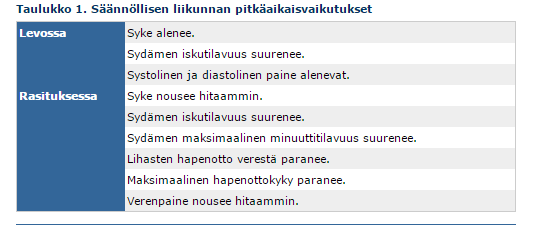 Taulukko 1. Säännöllisen liikunnan pitkäaikaisvaikutukset
Levossa Syke alenee.
Sydämen iskutilavuus suurenee.
Systolinen ja diastolinen paine alenevat.
Rasituksessa Syke nousee hitaammin.
Sydämen iskutilavuus suurenee.
Sydämen maksimaalinen minuuttitilavuus suurenee.
Lihasten hapenotto verestä paranee.
Maksimaalinen hapenottokyky paranee.
Verenpaine nousee hitaammin.